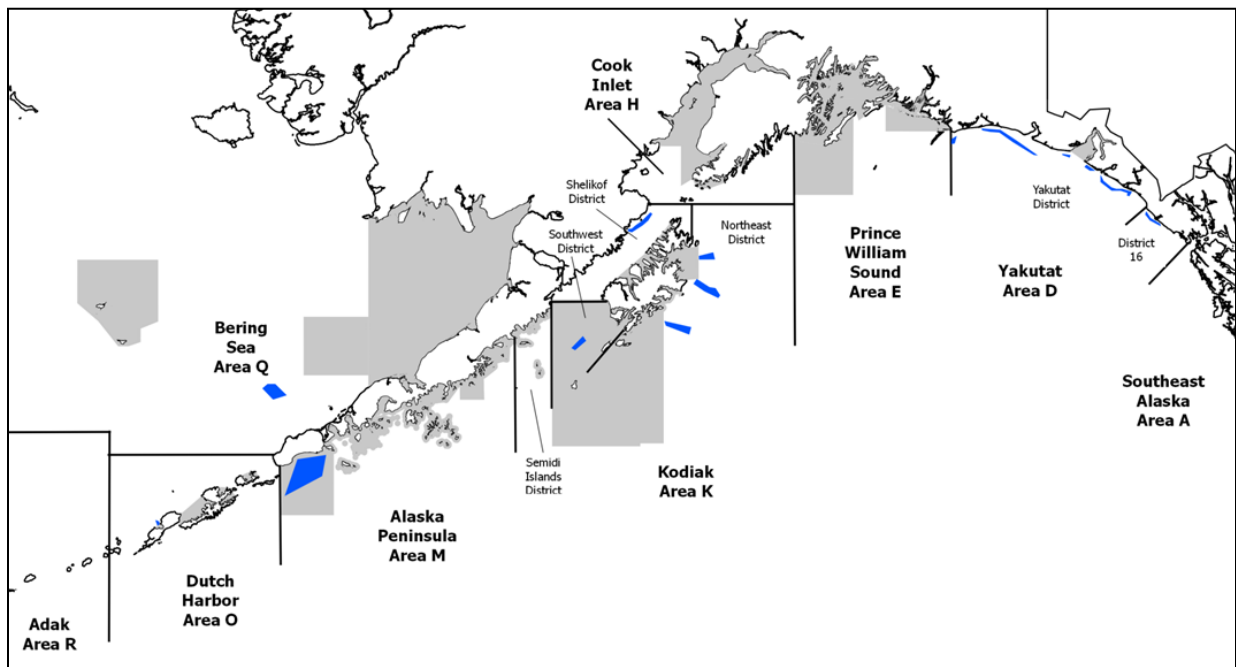 Cook
Inlet
Area H
Shelikof
District
Southwest
District
Northeast
District
Yakutat
District
District
16
Prince
William
Sound
Area E
Yakutat
Area D
Bering
Sea
Area Q
Southeast
Alaska
Area A
Semidi
Islands
District
Kodiak
Area K
Alaska
Peninsula
Area M
Dutch
Harbor
Area O
Adak
Area R